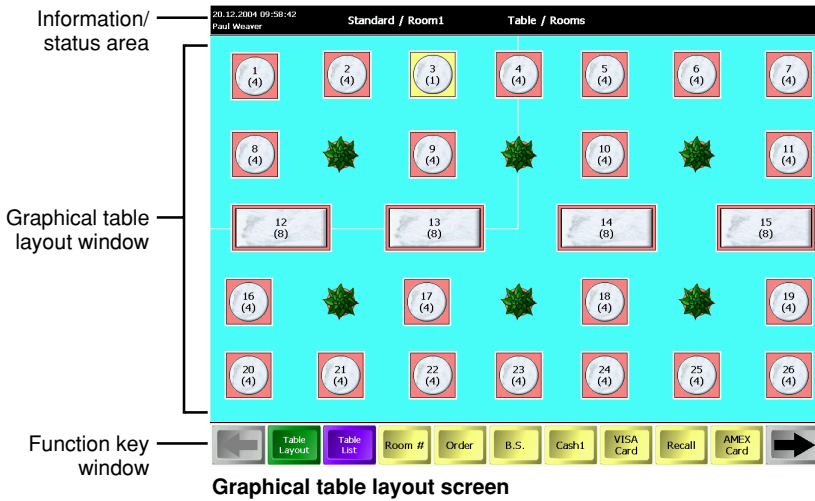 Information/
status area
20.12.2004 09:58:42
Paul Weaver
Standard / Room1
Table / Rooms
Graphical table
layout window
1
(4)
2
(4)
3
(1)
4
(4)
5
(4)
6
(4)
7
(4)
8
(4)
9
(4)
10
(4)
11
(4)
12
(8)
13
(8)
14
(8)
15
(8)
16
(4)
17
(4)
18
(4)
19
(4)
20
(4)
21
(4)
22
(4)
23
(4)
24
(4)
25
(4)
26
(4)
Function key
window
Table
Layout
Table
List
Room #
Order
B.S.
Cash1
VISA
Card
Recall
AMEX
Card
Graphical table layout screen